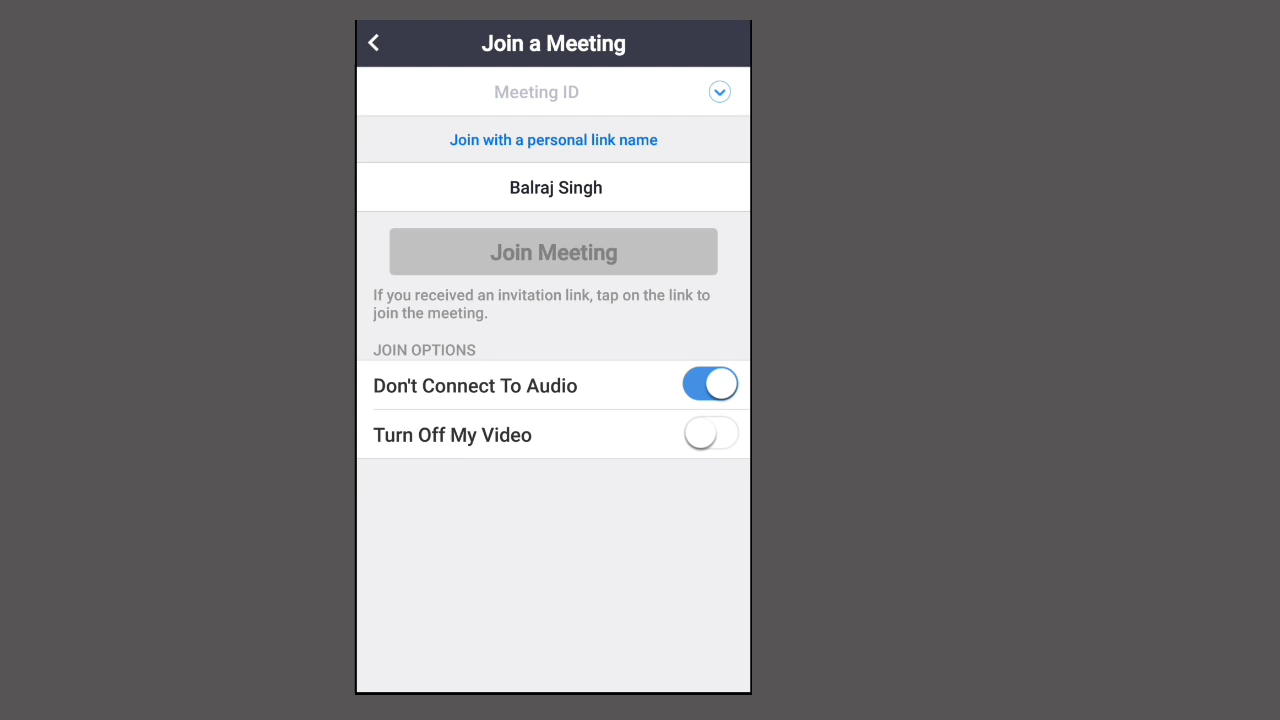 Join a Meeting
Meeting ID
Join with a personal link name
Balraj Singh
Join Meeting
If you received an invitation link, tap on the link to
join the meeting.
JOIN OPTIONS
Don't Connect To Audio
Turn Off My Video